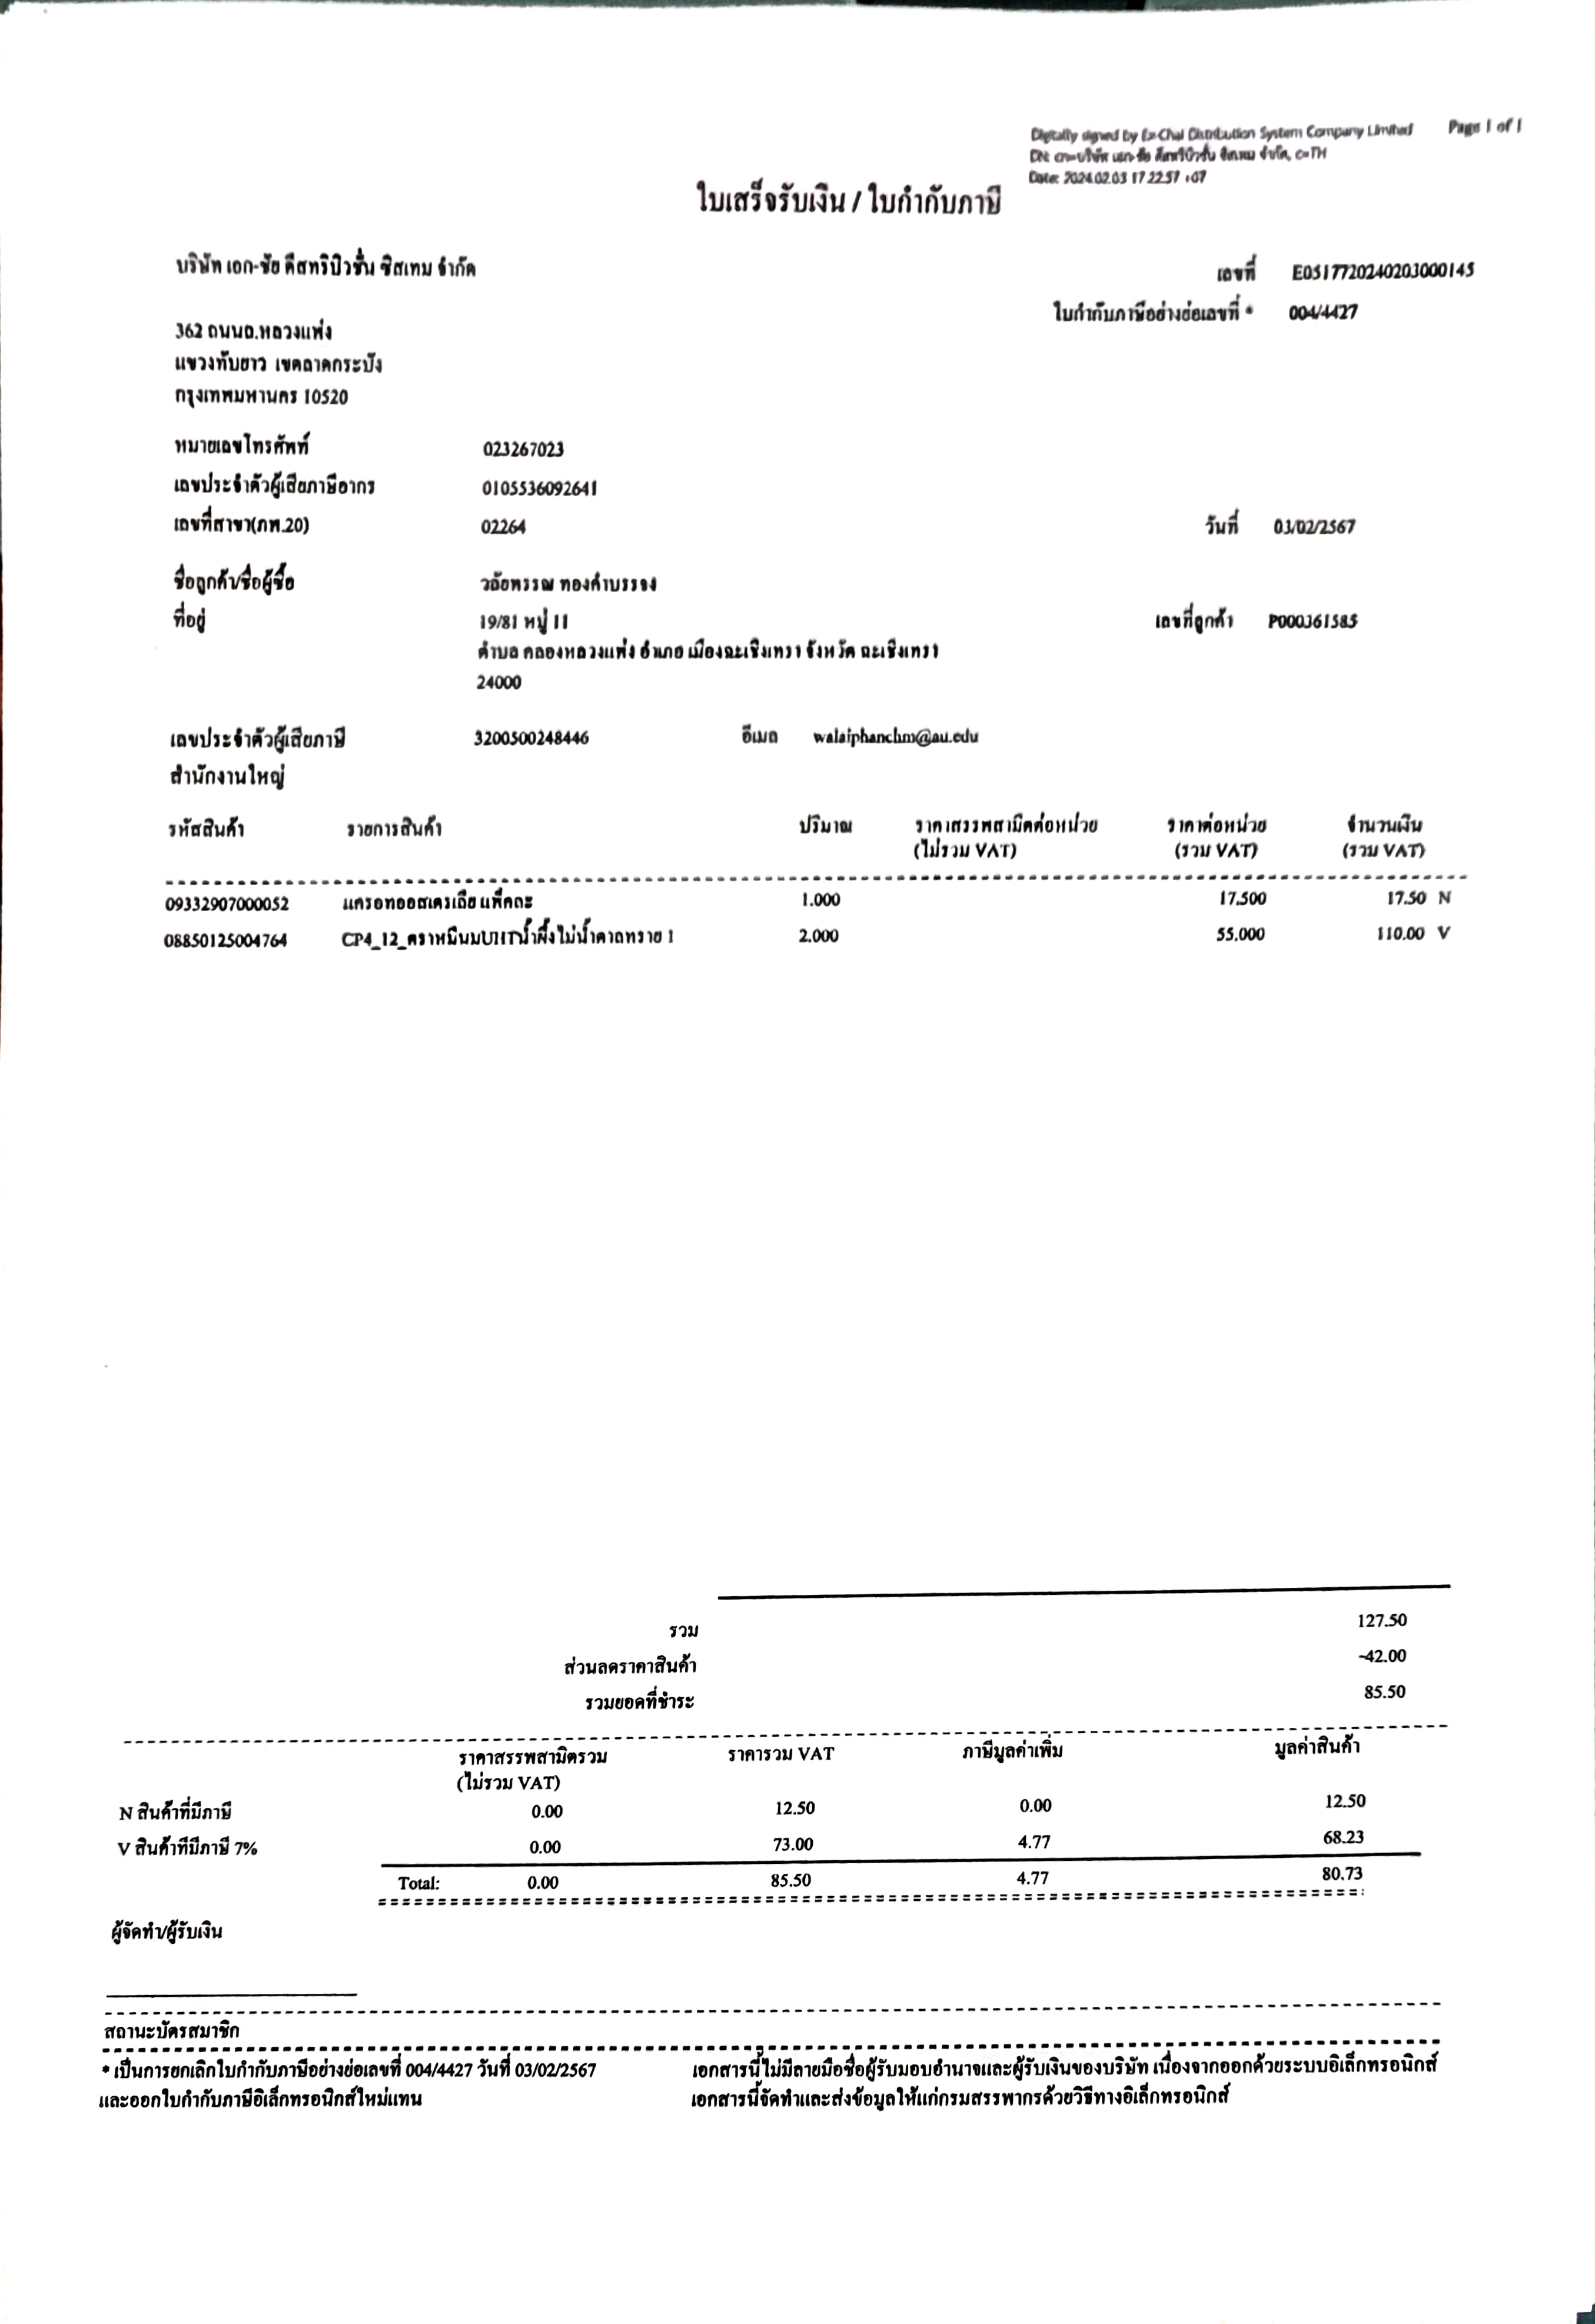 Digitally signed by Ek-Chai Distribution System Company Limited Page 1 of 1
DN: cn=บริษัท เอก-ชัย ดีสทริบิวชั่น ซิสเทม จำกัด, c=TH
Date: 2024.02.03 17:22:57 +07
ใบเสร็จรับเงิน / ใบกำกับภาษี
บริษัท เอก-ชัย ดีสทริบิวชั่น ซิสเทม จำกัด
เลขที่ E0517720240203000145
ใบกำกับภาษีอย่างย่อเลขที่ * 004/4427
362 ถนนถ.หลวงแพ่ง
แขวงทับยาว เขตลาดกระบัง
กรุงเทพมหานคร 10520
หมายเลขโทรศัพท์ 023267023
เลขประจำตัวผู้เสียภาษีอากร 0105536092641
เลขที่สาขา(ภพ.20) 02264 วันที่ 03/02/2567
ชื่อลูกค้า/ชื่อผู้ซื้อ วลัยพรรณ ทองคำบรรจง
ที่อยู่ 19/81 หมู่ 11 เลขที่ลูกค้า P000361585
ตำบล คลองหลวงแพ่ง อำเภอ เมืองฉะเชิงเทรา จังหวัด ฉะเชิงเทรา
24000
เลขประจำตัวผู้เสียภาษี 3200500248446 อีเมล walaiphanchm@au.edu
สำนักงานใหญ่
รหัสสินค้า รายการสินค้า ปริมาณ ราคาสรรพสามิตต่อหน่วย ราคาต่อหน่วย จำนวนเงิน
(ไม่รวม VAT) (รวม VAT) (รวม VAT)
09332907000052 แครอทออสเตรเลีย แพ็คละ 1.000 17.500 17.50 N
08850125004764 CP4_12_ตราหมีนมUHTน้ำผึ้งไม่น้ำตาลทราย 1 2.000 55.000 110.00 V
รวม 127.50
ส่วนลดราคาสินค้า -42.00
รวมยอดที่ชำระ 85.50
ราคาสรรพสามิตรวม ราคารวม VAT ภาษีมูลค่าเพิ่ม มูลค่าสินค้า
(ไม่รวม VAT)
N สินค้าที่มีภาษี 0.00 12.50 0.00 12.50
V สินค้าที่มีภาษี 7% 0.00 73.00 4.77 68.23
Total: 0.00 85.50 4.77 80.73
ผู้จัดทำ/ผู้รับเงิน
สถานะบัตรสมาชิก
* เป็นการยกเลิกใบกำกับภาษีอย่างย่อเลขที่ 004/4427 วันที่ 03/02/2567 เอกสารนี้ไม่มีลายมือชื่อผู้รับมอบอำนาจและผู้รับเงินของบริษัท เนื่องจากออกด้วยระบบอิเล็กทรอนิกส์
และออกใบกำกับภาษีอิเล็กทรอนิกส์ใหม่แทน เอกสารนี้จัดทำและส่งข้อมูลให้แก่กรมสรรพากรด้วยวิธีทางอิเล็กทรอนิกส์